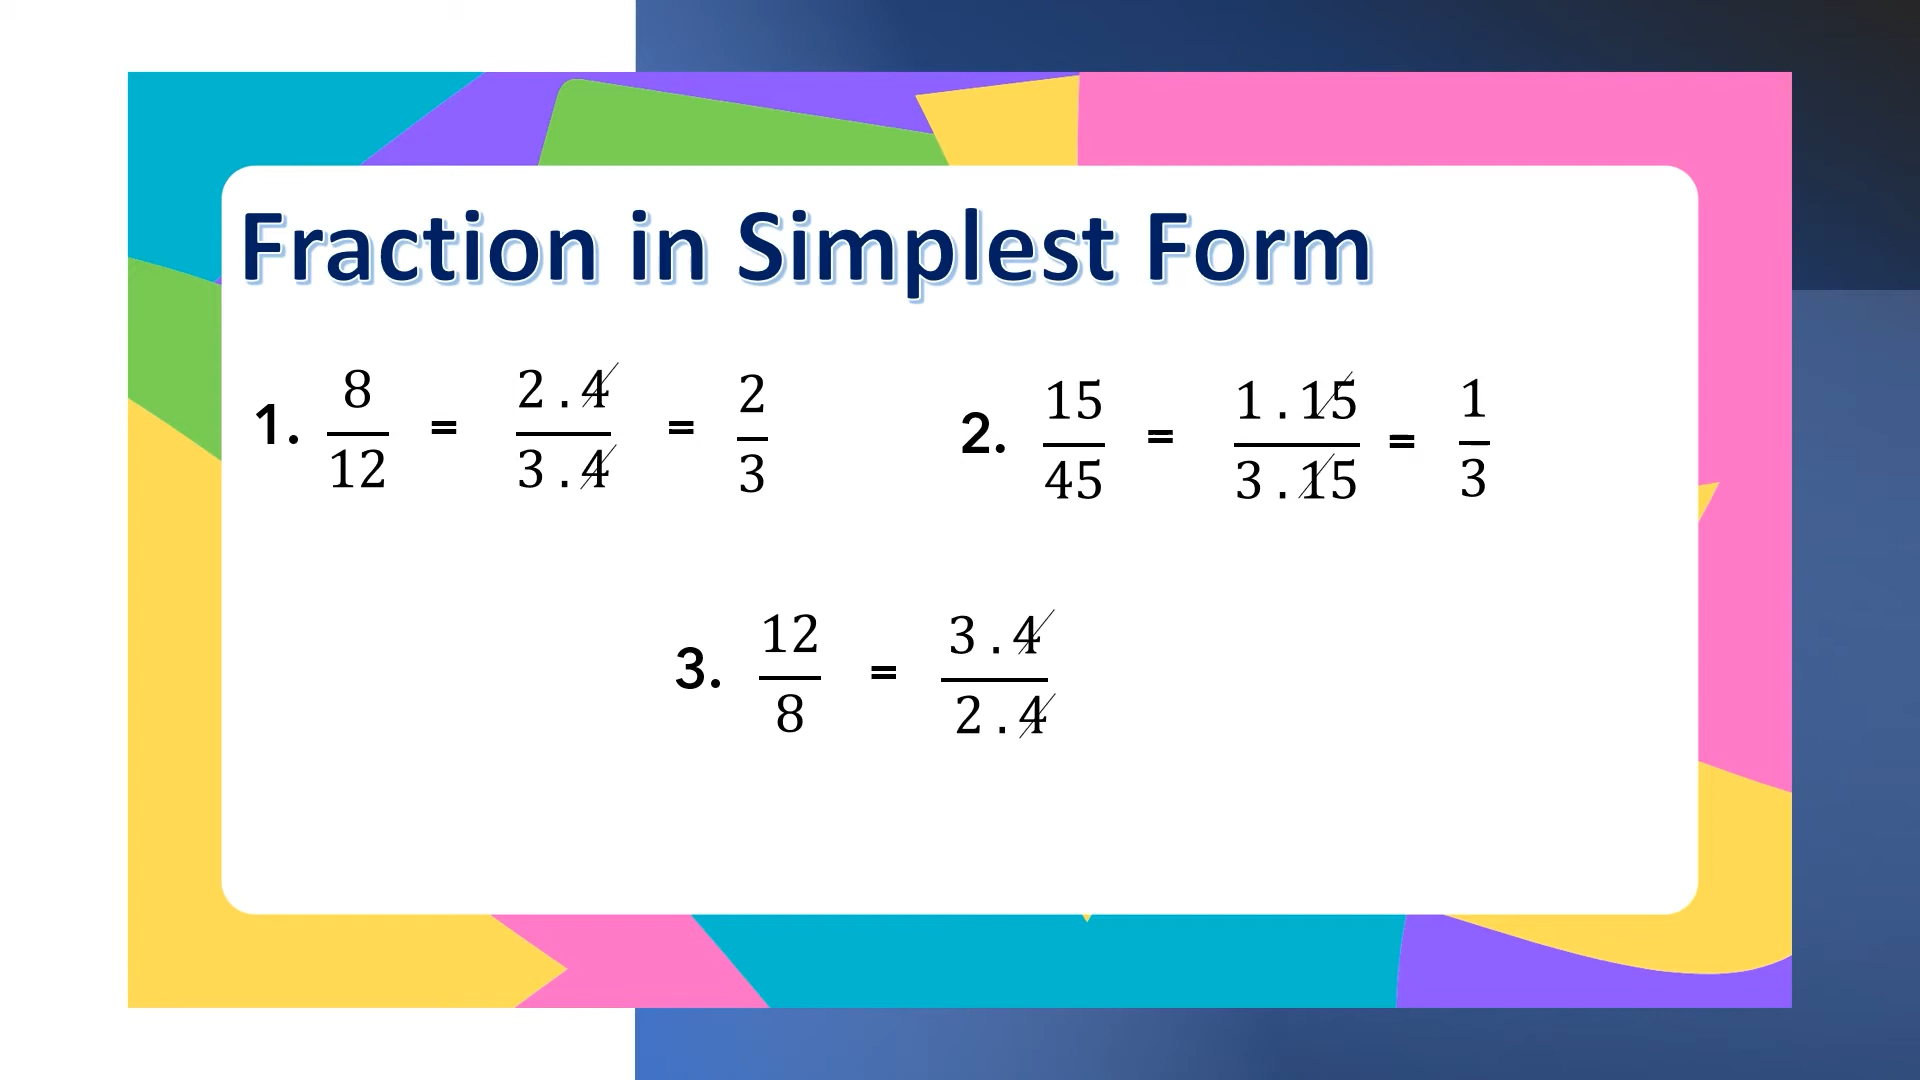 Fraction in Simplest Form
1. 8/12 = 2 . 4/3 . 4 = 2/3
2. 15/45 = 1 . 15/3 . 15 = 1/3
3. 12/8 = 3 . 4/2 . 4